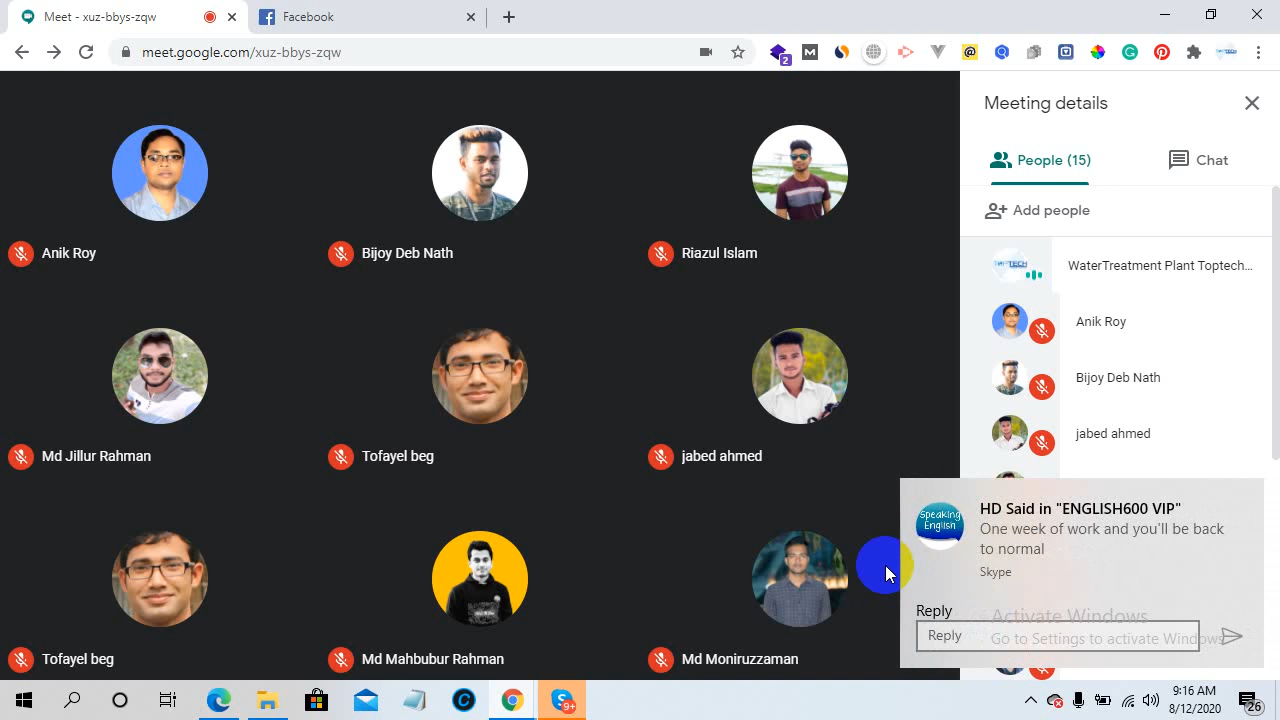 Meet - xuz-bbys-zqw
Facebook
meet.google.com/xuz-bbys-zqw
2
Meeting details
People (15)
Chat
Add people
Anik Roy
Bijoy Deb Nath
Riazul Islam
Md Jillur Rahman
Tofayel beg
jabed ahmed
Tofayel beg
Md Mahbubur Rahman
Md Moniruzzaman
WaterTreatment Plant Toptech...
Anik Roy
Bijoy Deb Nath
jabed ahmed
Speaking
English
HD Said in "ENGLISH600 VIP"
One week of work and you'll be back
to normal
Skype
Reply
Reply
Activate Windows
Go to Settings to activate Windows
9+
9:16 AM
8/12/2020
26